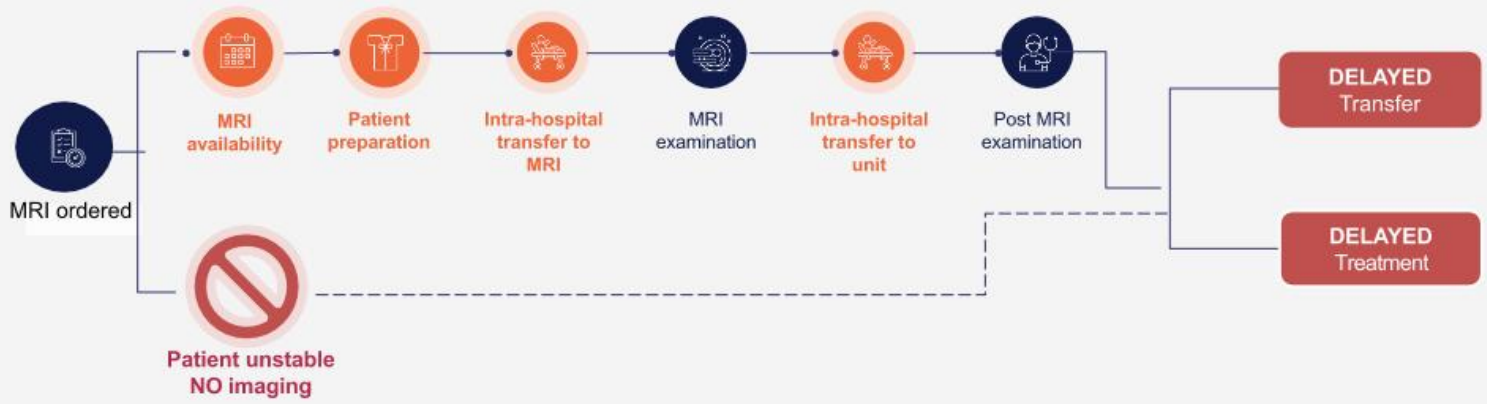 MRI ordered
MRI
availability
Patient
preparation
Intra-hospital
transfer to
MRI
MRI
examination
Intra-hospital
transfer to
unit
Post MRI
examination
DELAYED
Transfer
DELAYED
Treatment
Patient unstable
NO imaging